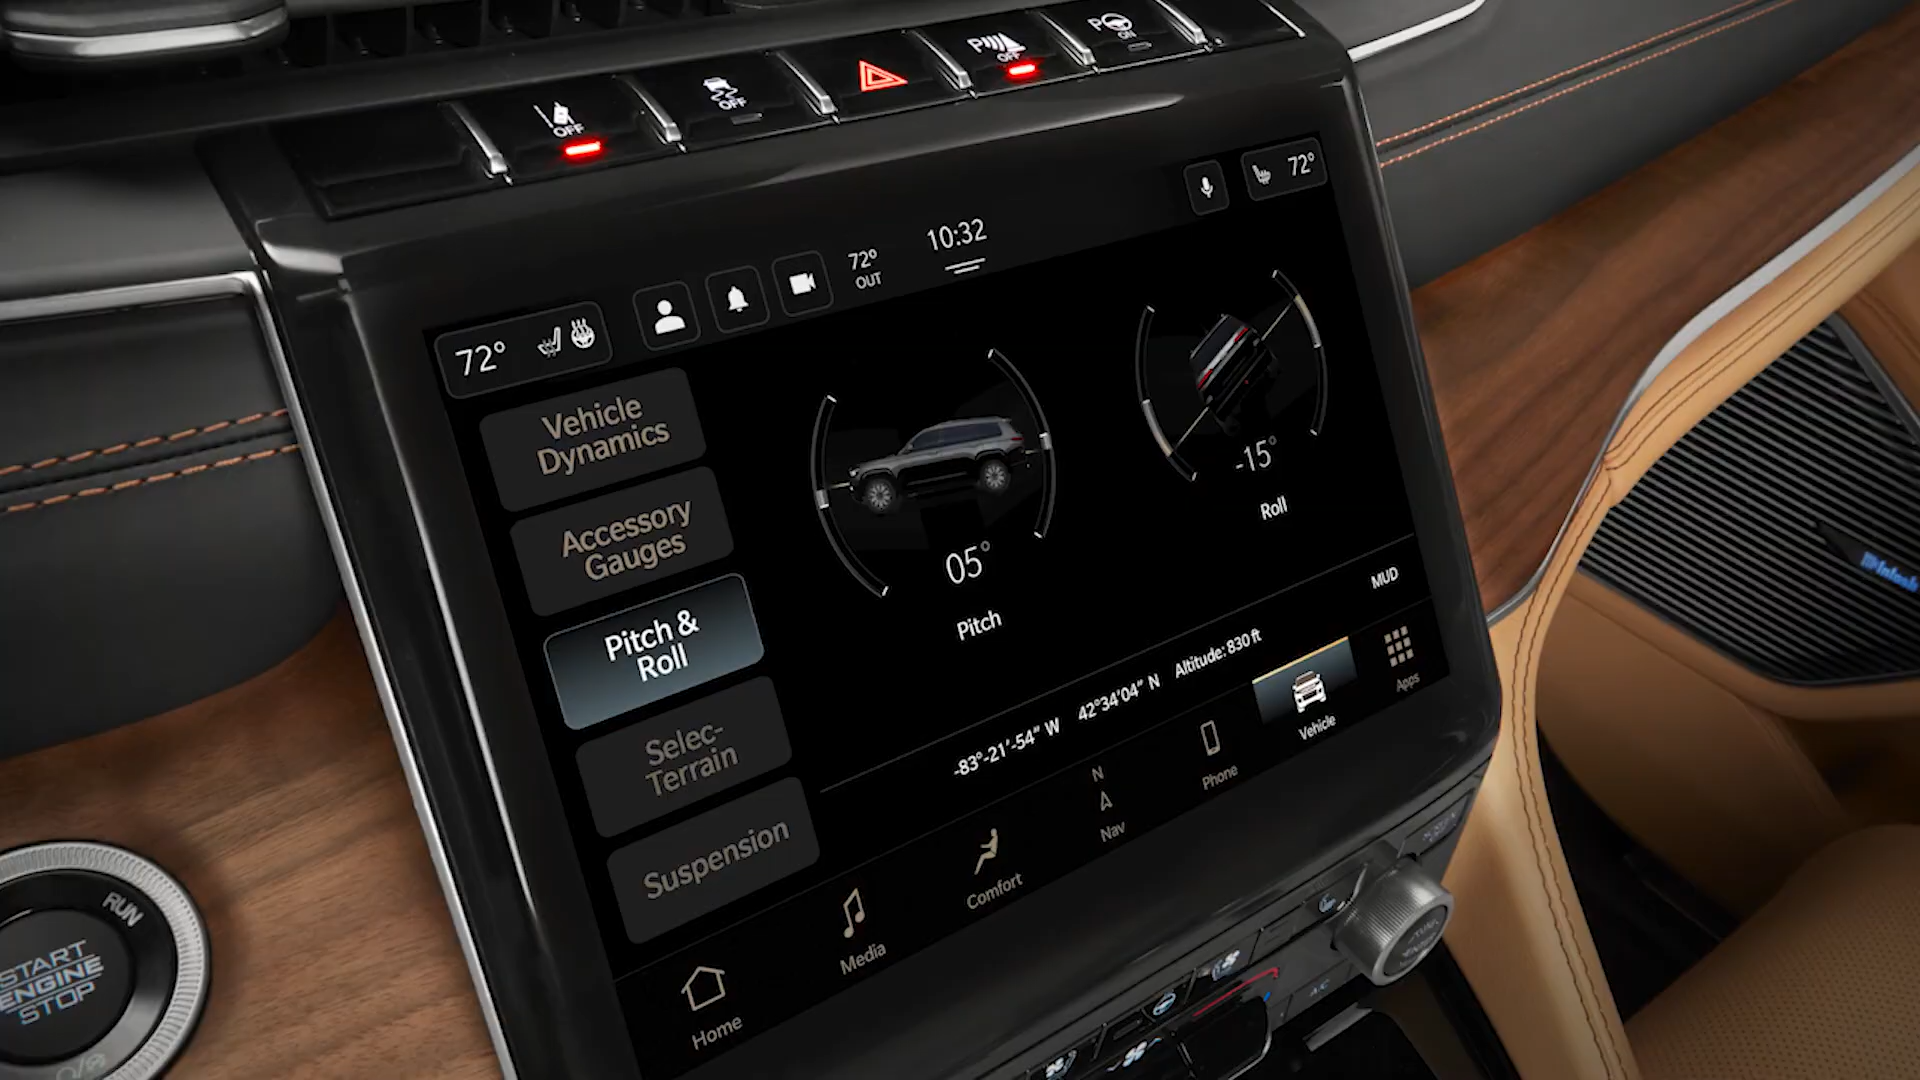 OFF
OFF
P OFF
P ON
72°
10:32
72°
OUT
72°
Vehicle
Dynamics
Accessory
Gauges
Pitch &
Roll
Selec-
Terrain
Suspension
05°
Pitch
-15°
Roll
MUD
-83°-21'-54" W 42°34'04" N Altitude: 830 ft
Home
Media
Comfort
N
Nav
Phone
Vehicle
Apps
RUN
START
ENGINE
STOP
McIntosh
A/C